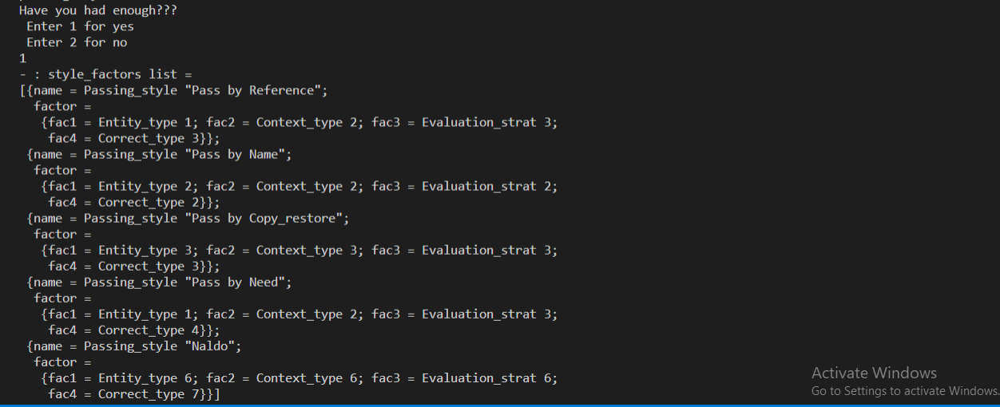 Have you had enough???
Enter 1 for yes
Enter 2 for no
1
- : style_factors list =
[{name = Passing_style "Pass by Reference";
factor =
{fac1 = Entity_type 1; fac2 = Context_type 2; fac3 = Evaluation_strat 3;
fac4 = Correct_type 3}};
{name = Passing_style "Pass by Name";
factor =
{fac1 = Entity_type 2; fac2 = Context_type 2; fac3 = Evaluation_strat 2;
fac4 = Correct_type 2}};
{name = Passing_style "Pass by Copy_restore";
factor =
{fac1 = Entity_type 3; fac2 = Context_type 3; fac3 = Evaluation_strat 3;
fac4 = Correct_type 3}};
{name = Passing_style "Pass by Need";
factor =
{fac1 = Entity_type 1; fac2 = Context_type 2; fac3 = Evaluation_strat 3;
fac4 = Correct_type 4}};
{name = Passing_style "Naldo";
factor =
{fac1 = Entity_type 6; fac2 = Context_type 6; fac3 = Evaluation_strat 6;
fac4 = Correct_type 7}}]
Activate Windows
Go to Settings to activate Windows.